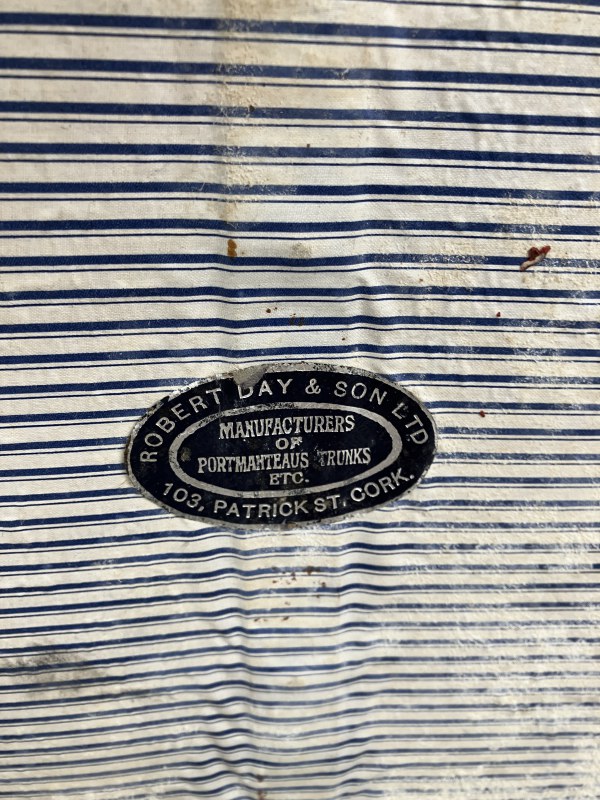 ROBERT DAY & SON LTD
MANUFACTURERS
OF
PORTMANTEAUS TRUNKS
ETC.
103, PATRICK ST, CORK.